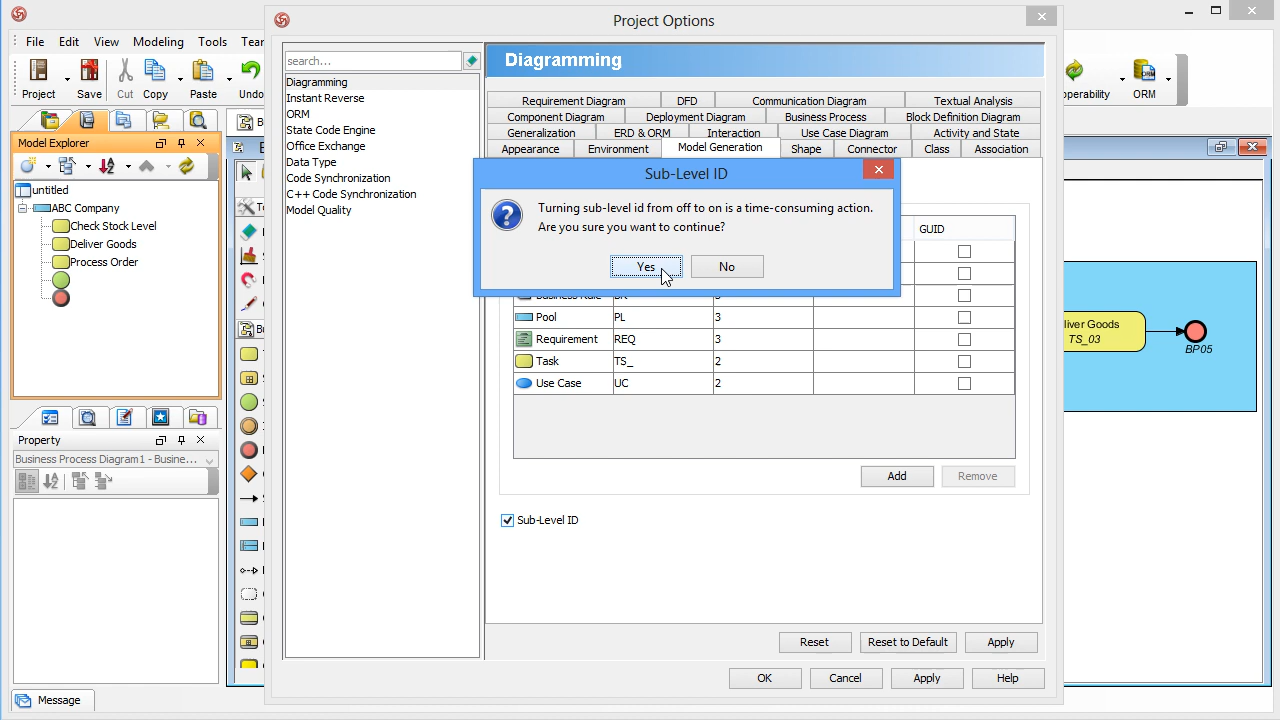 Project Options
File Edit View Modeling Tools Tear
Project Save Cut Copy Paste Undo
perability ORM
search...
Diagramming
Instant Reverse
ORM
State Code Engine
Office Exchange
Data Type
Code Synchronization
C++ Code Synchronization
Model Quality
Diagramming
Requirement Diagram DFD Communication Diagram Textual Analysis
Component Diagram Deployment Diagram Business Process Block Definition Diagram
Generalization ERD & ORM Interaction Use Case Diagram Activity and State
Appearance Environment Model Generation Shape Connector Class Association
Model Explorer
untitled
ABC Company
Check Stock Level
Deliver Goods
Process Order
Sub-Level ID
Turning sub-level id from off to on is a time-consuming action.
Are you sure you want to continue?
Yes No
GUID
Pool PL 3
Requirement REQ 3
Task TS_ 2
Use Case UC 2
Add Remove
Sub-Level ID
Reset Reset to Default Apply
OK Cancel Apply Help
liver Goods
TS_03
BP05
Property
Business Process Diagram1 - Busine...
Message